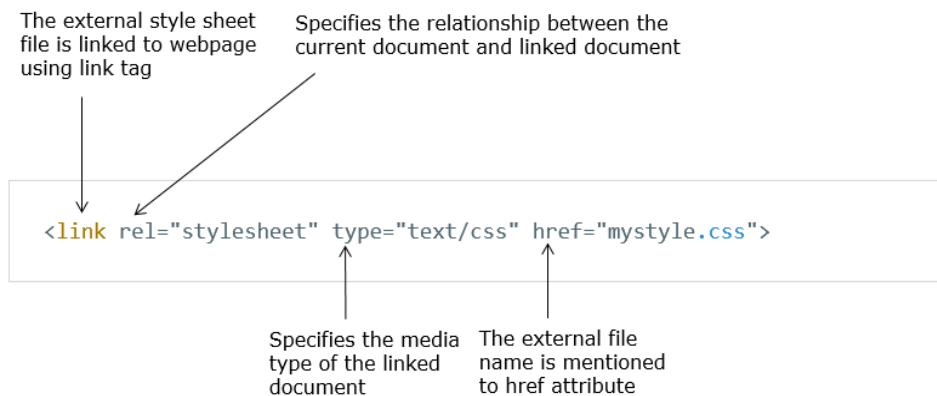 The external style sheet
file is linked to webpage
using link tag
Specifies the relationship between the
current document and linked document
<link rel="stylesheet" type="text/css" href="mystyle.css">
Specifies the media
type of the linked
document
The external file
name is mentioned
to href attribute